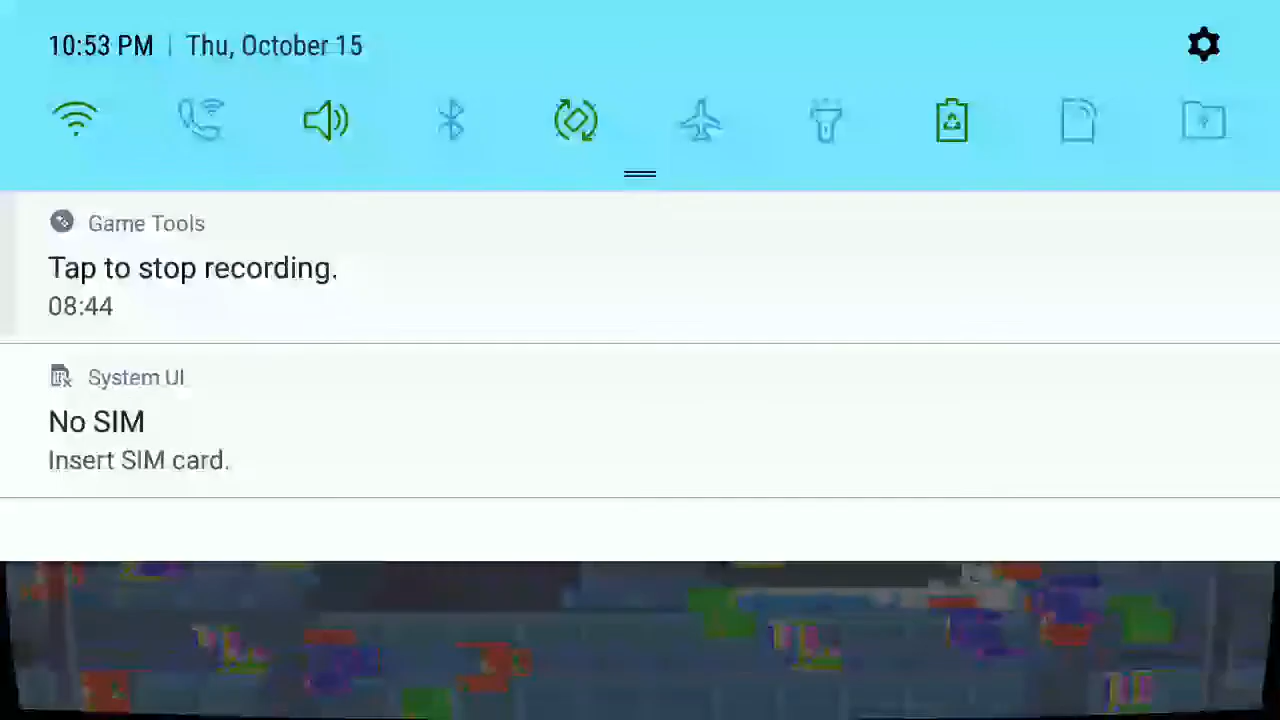 10:53 PM | Thu, October 15
Game Tools
Tap to stop recording.
08:44
System UI
No SIM
Insert SIM card.